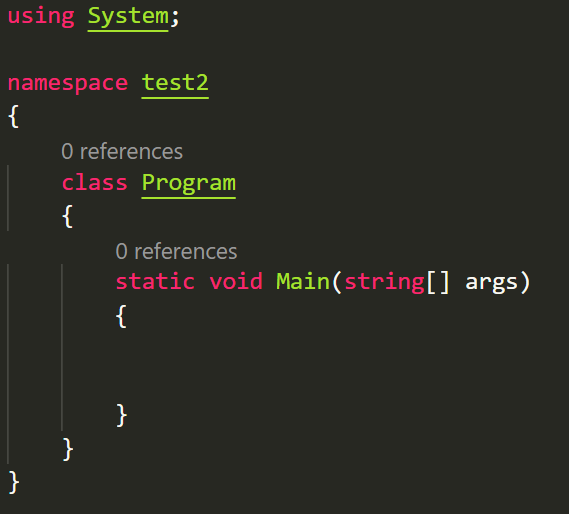 using System;
namespace test2
{
0 references
class Program
{
0 references
static void Main(string[] args)
{
}
}
}